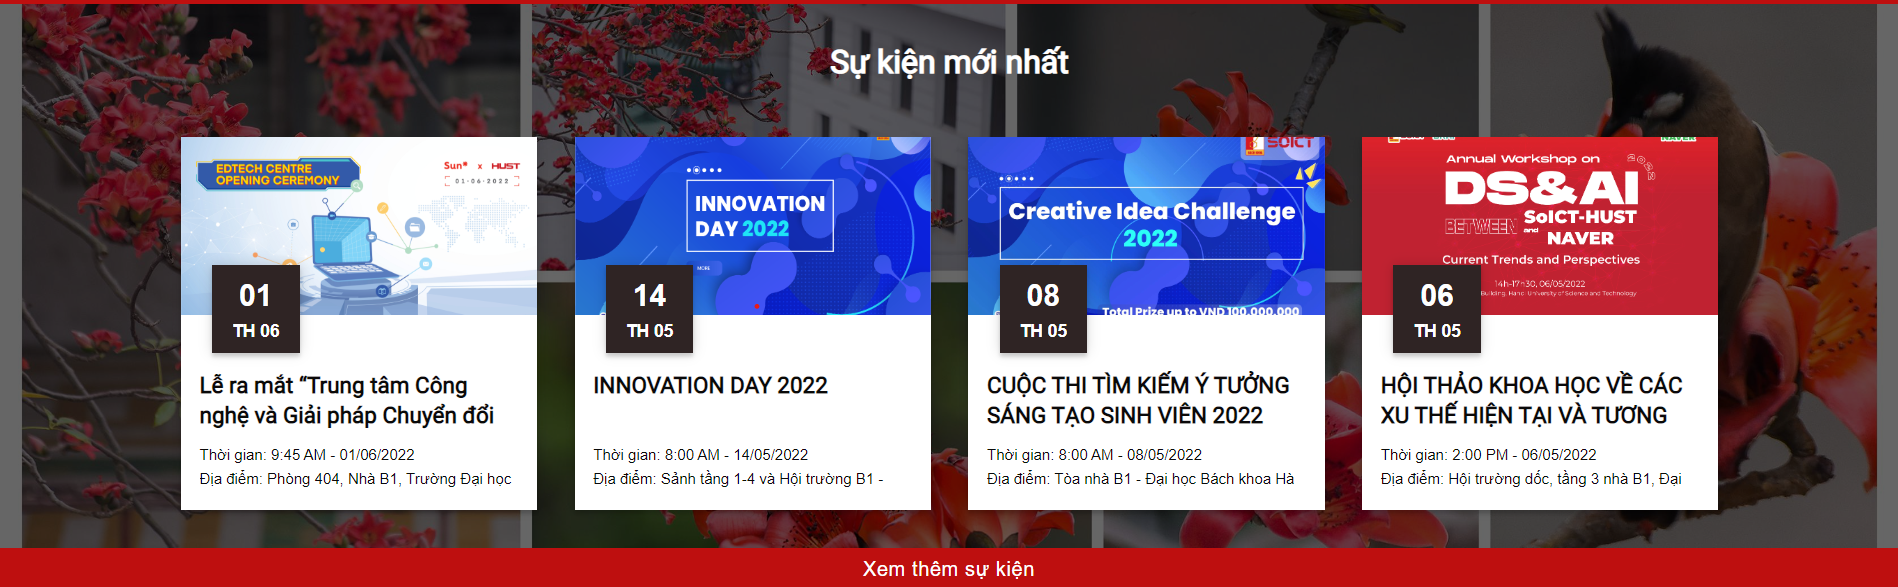 Sự kiện mới nhất
EDTECH CENTRE
OPENING CEREMONY
Sun* x HUST
01-06-2022
01
TH 06
Lễ ra mắt “Trung tâm Công
nghệ và Giải pháp Chuyển đổi
Thời gian: 9:45 AM - 01/06/2022
Địa điểm: Phòng 404, Nhà B1, Trường Đại học
INNOVATION
DAY 2022
MORE
14
TH 05
INNOVATION DAY 2022
Thời gian: 8:00 AM - 14/05/2022
Địa điểm: Sảnh tầng 1-4 và Hội trường B1 -
SOICT
Creative Idea Challenge
2022
Total Prize up to VND 100.000.000
08
TH 05
CUỘC THI TÌM KIẾM Ý TƯỞNG
SÁNG TẠO SINH VIÊN 2022
Thời gian: 8:00 AM - 08/05/2022
Địa điểm: Tòa nhà B1 - Đại học Bách khoa Hà
NAVER
Annual Workshop on
2022
DS&AI
BETWEEN SoICT-HUST
and NAVER
Current Trends and Perspectives
14h-17h30, 06/05/2022
Building, Hanoi University of Science and Technology
06
TH 05
HỘI THẢO KHOA HỌC VỀ CÁC
XU THẾ HIỆN TẠI VÀ TƯƠNG
Thời gian: 2:00 PM - 06/05/2022
Địa điểm: Hội trường dốc, tầng 3 nhà B1, Đại
Xem thêm sự kiện